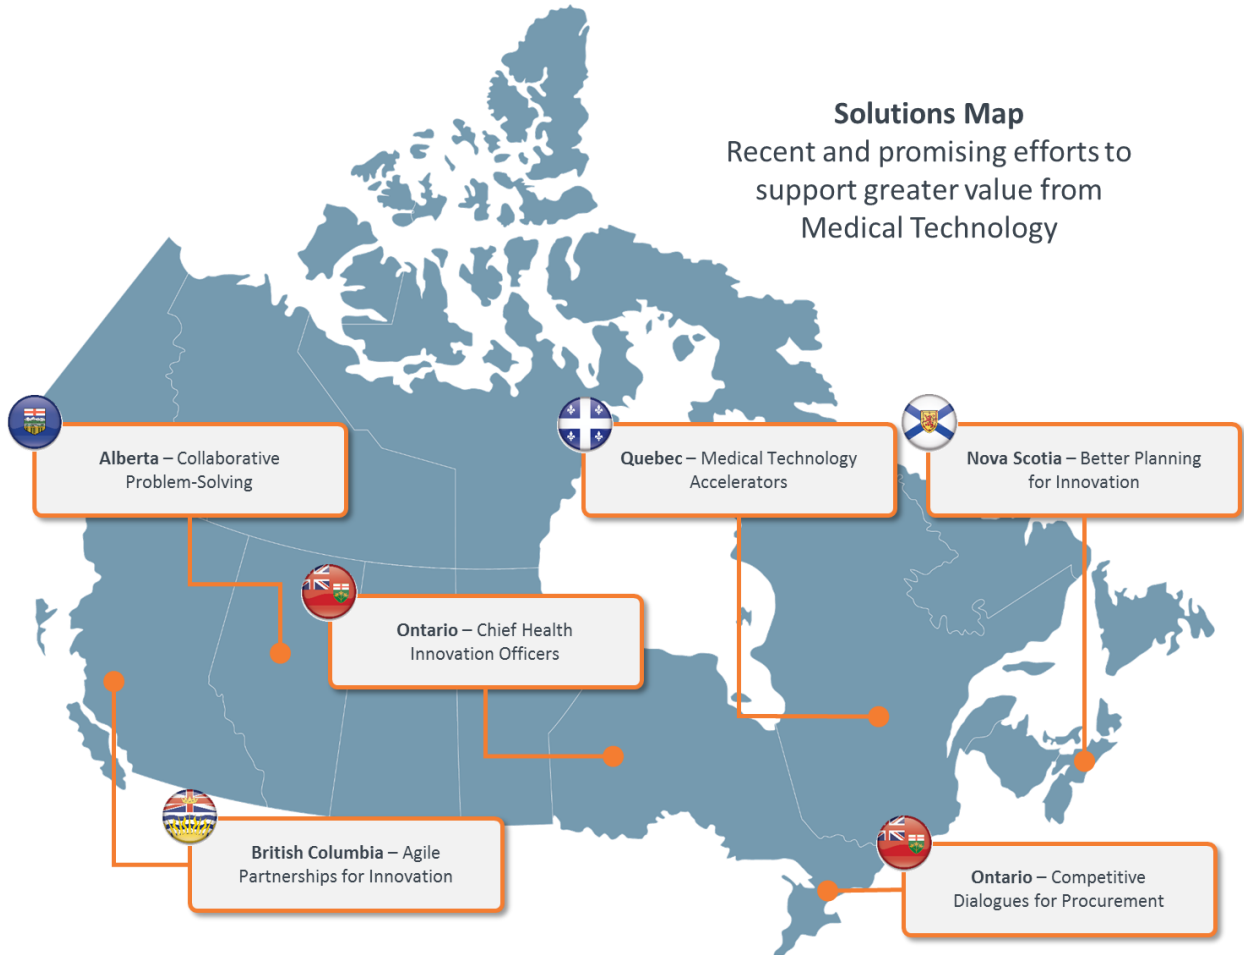 Solutions Map
Recent and promising efforts to
support greater value from
Medical Technology
Alberta – Collaborative
Problem-Solving
Quebec – Medical Technology
Accelerators
Nova Scotia – Better Planning
for Innovation
Ontario – Chief Health
Innovation Officers
British Columbia – Agile
Partnerships for Innovation
Ontario – Competitive
Dialogues for Procurement